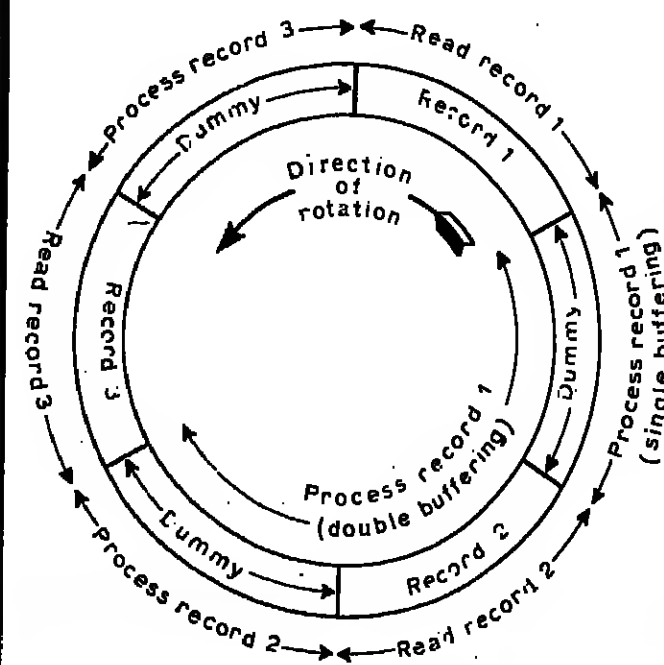 Process record 3
Read record 1
Dummy
Record 1
Direction
of
rotation
Process record 1
(single buffering)
Dummy
Read record 3
Record 3
Process record 1
(double buffering)
Dummy
Record 2
Process record 2
Read record 2